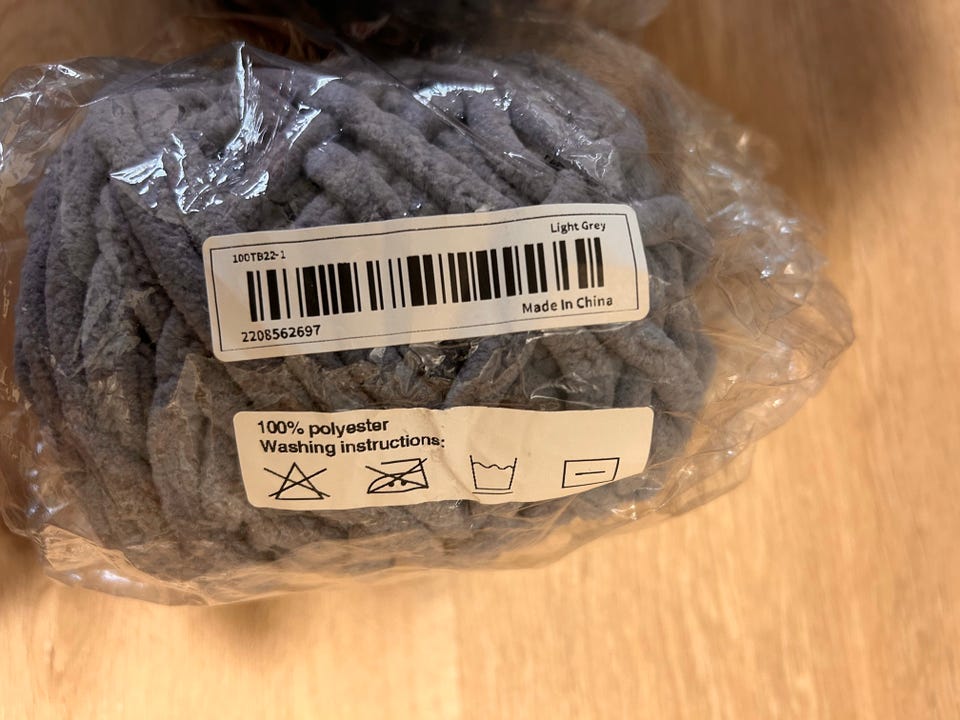 100TB22-1
Light Grey
2208562697
Made In China
100% polyester
Washing instructions: